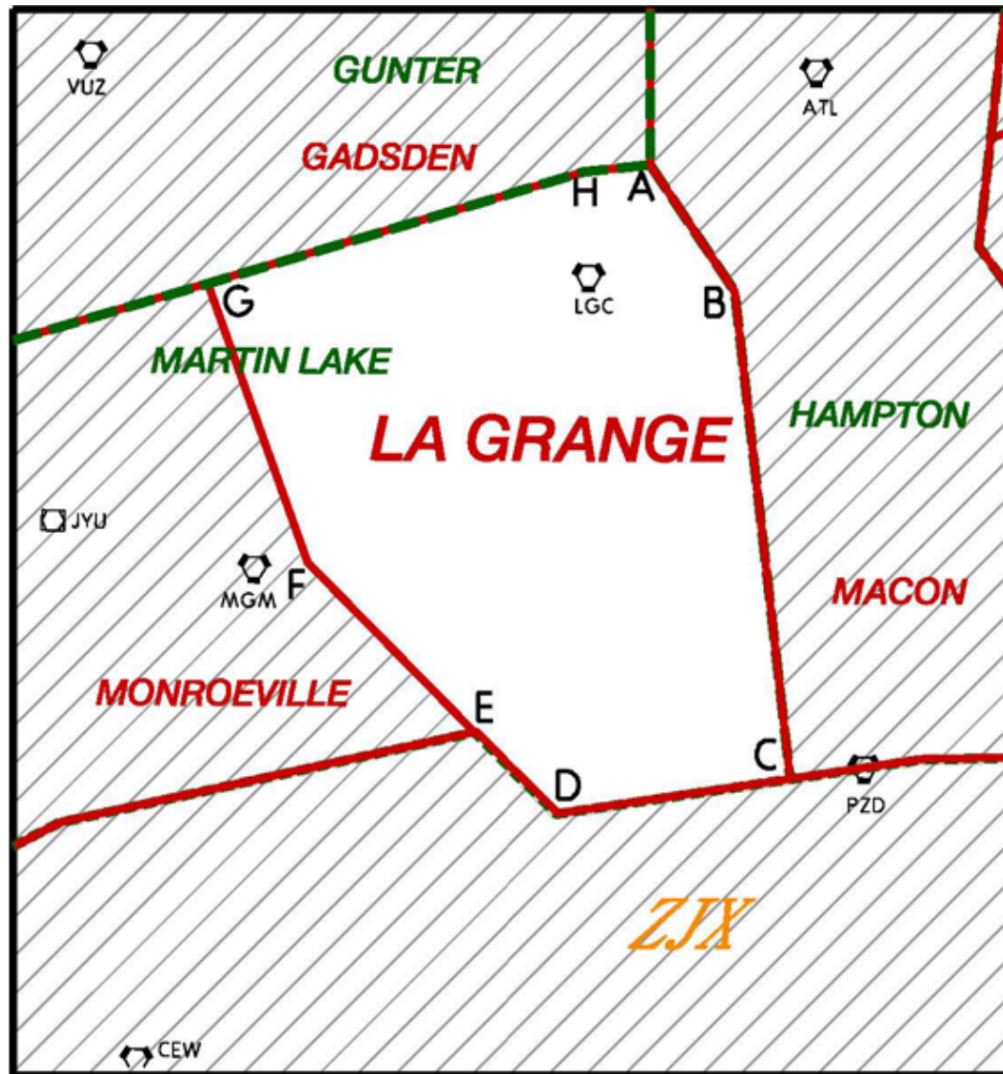 GUNTER
VUZ
ATL
GADSDEN
H
A
G
LGC
B
MARTIN LAKE
HAMPTON
LA GRANGE
JYU
MGM
F
MACON
MONROEVILLE
E
C
D
PZD
ZJX
CEW